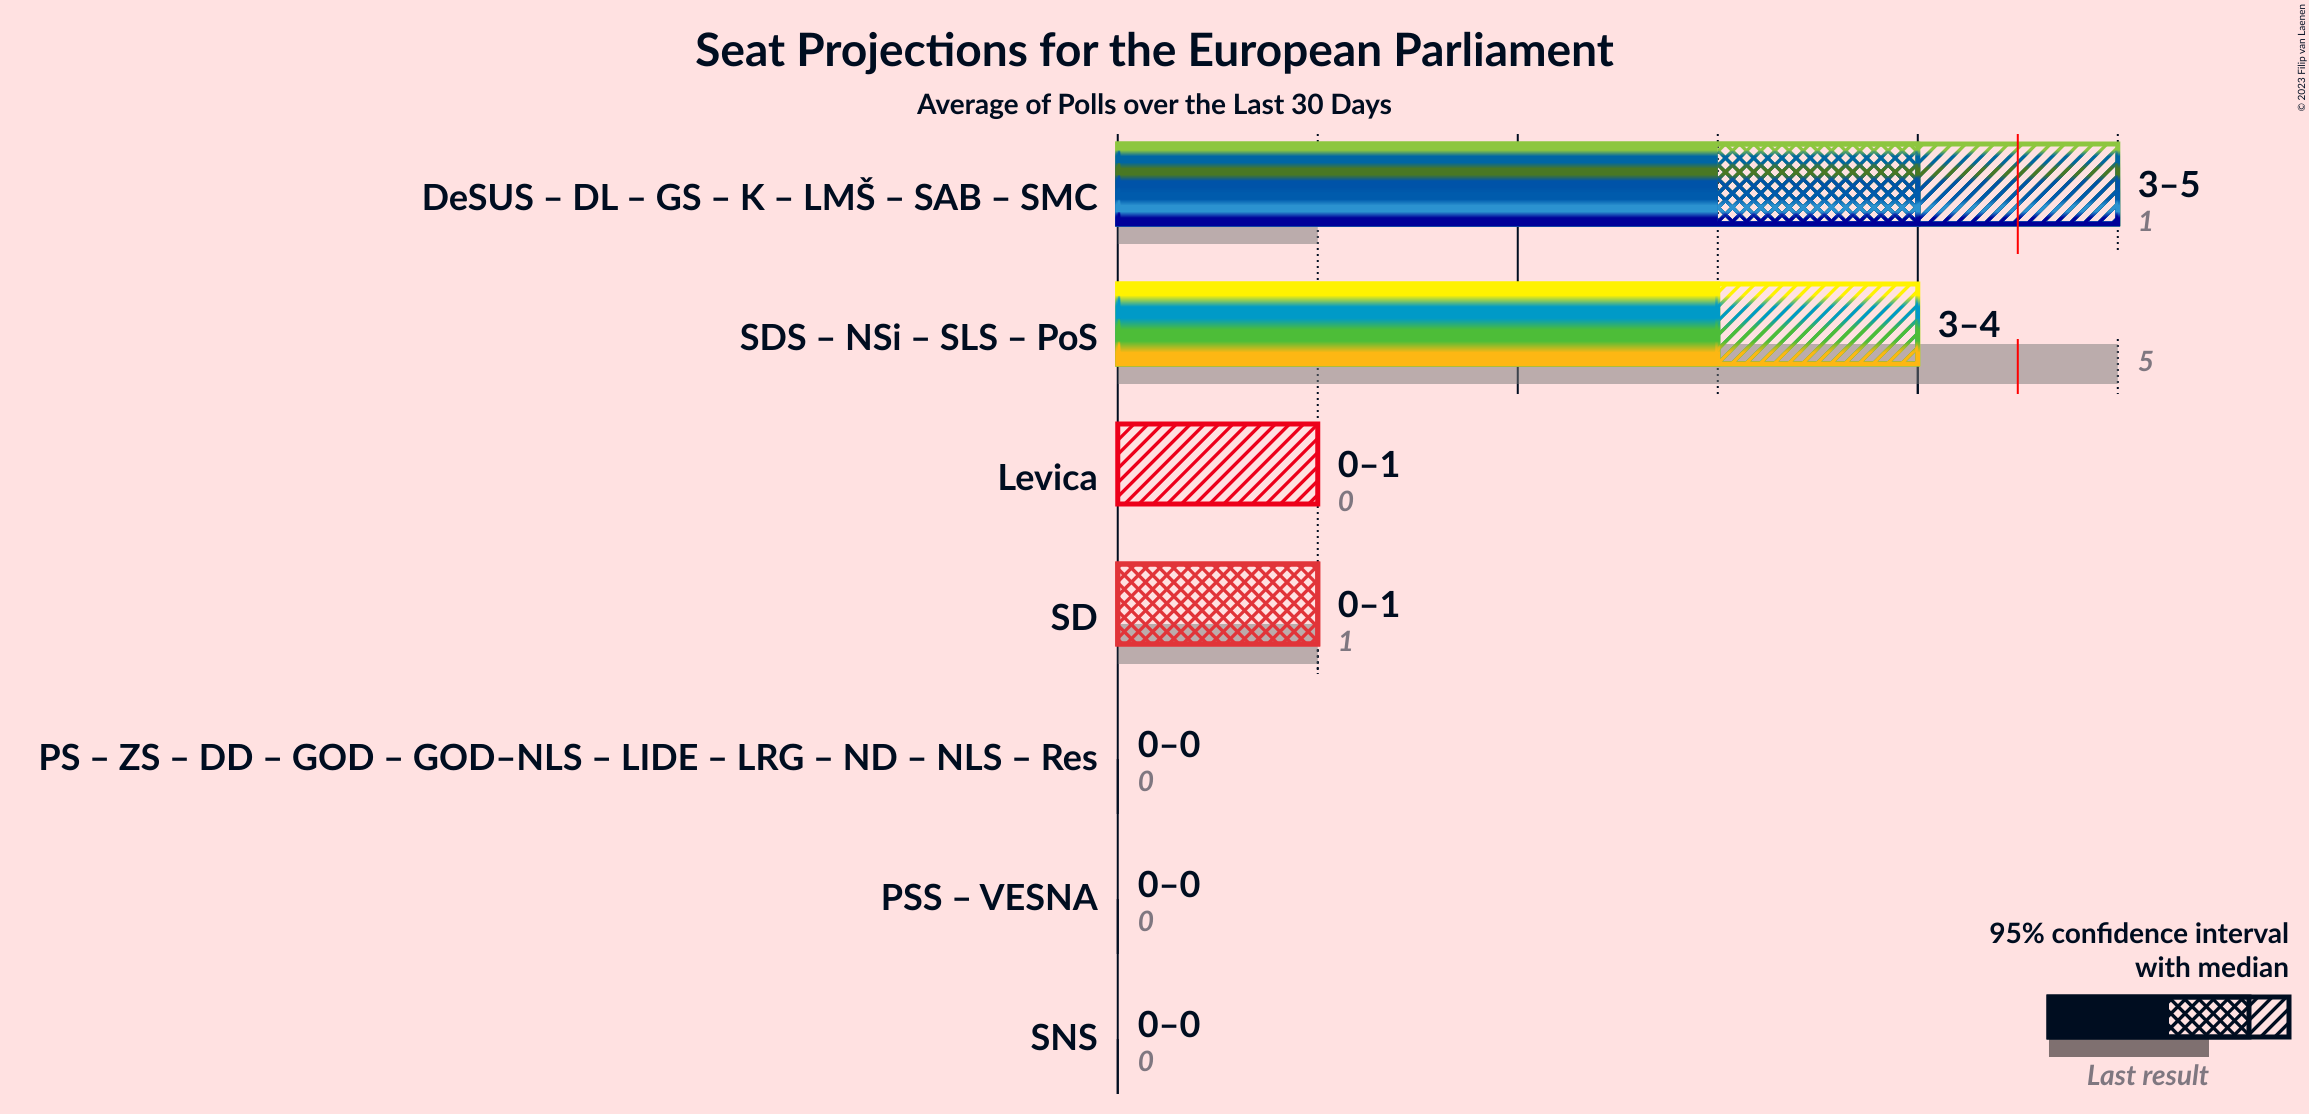 Seat Projections for the European Parliament
Average of Polls over the Last 30 Days
© 2023 Filip van Laenen
DeSUS – DL – GS – K – LMŠ – SAB – SMC
3–5
1
SDS – NSi – SLS – PoS
3–4
5
Levica
0–1
0
SD
0–1
1
PS – ZS – DD – GOD – GOD–NLS – LIDE – LRG – ND – NLS – Res
0–0
0
PSS – VESNA
0–0
0
SNS
0–0
0
95% confidence interval
with median
Last result